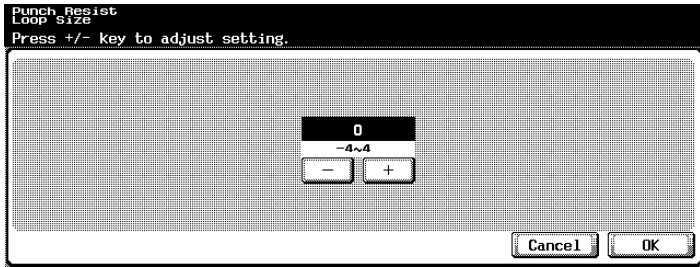 Punch Resist
Loop Size
Press +/- key to adjust setting.
0
-4~4
- +
Cancel OK